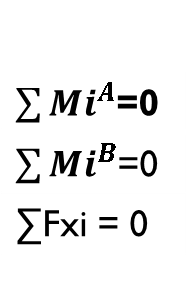 ∑ Mi^A=0
∑ Mi^B=0
∑Fxi = 0